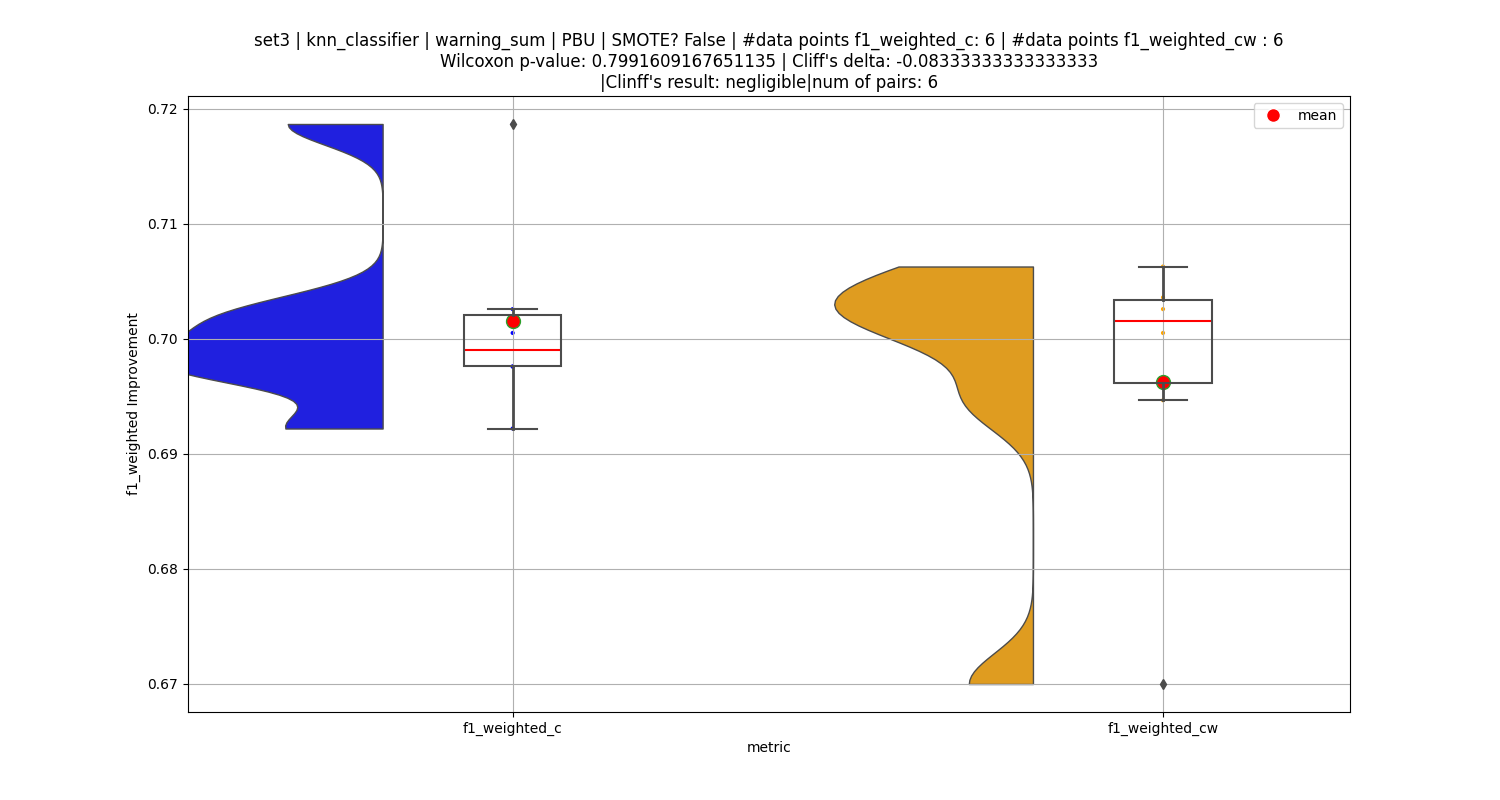 set3 | knn_classifier | warning_sum | PBU | SMOTE? False | #data points f1_weighted_c: 6 | #data points f1_weighted_cw : 6
Wilcoxon p-value: 0.7991609167651135 | Cliff's delta: -0.08333333333333333
|Clinff's result: negligible|num of pairs: 6
mean
0.72
0.71
0.70
0.69
0.68
0.67
f1_weighted Improvement
f1_weighted_c
f1_weighted_cw
metric